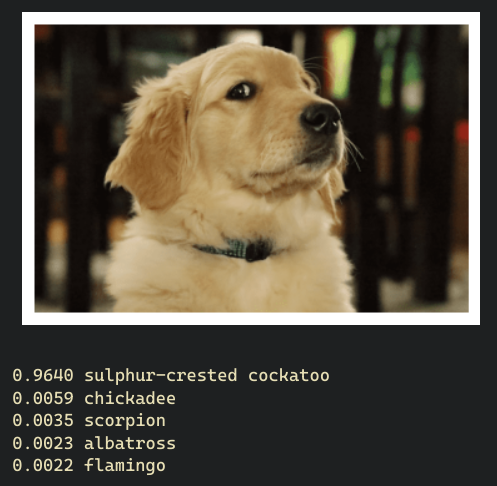 0.9640 sulphur-crested cockatoo
0.0059 chickadee
0.0035 scorpion
0.0023 albatross
0.0022 flamingo